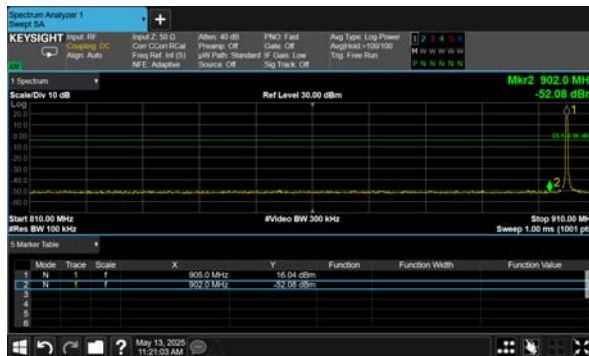 Spectrum Analyzer 1
Swept SA
+
KEYSIGHT Input: RF
Coupling: DC
Align: Auto
Input Z: 50 Ω
Corr CCorr RCal
Freq Ref: Int (S)
NFE: Adaptive
Atten: 40 dB
Preamp: Off
µW Path: Standard
Source: Off
PNO: Fast
Gate: Off
IF Gain: Low
Sig Track: Off
Avg Type: Log-Power
Avg|Hold >100/100
Trig: Free Run
1 2 3 4 5 6
M W W W W W
P N N N N N
1 Spectrum
Mkr2 902.0 MH
Scale/Div 10 dB
Ref Level 30.00 dBm
-52.08 dBr
Log
20.0
10.0
0.00
-10.0
-20.0
-30.0
-40.0
-50.0
-60.0
1
2
Start 810.00 MHz
#Video BW 300 kHz
Stop 910.00 MH
#Res BW 100 kHz
Sweep 1.00 ms (1001 pt
5 Marker Table
Mode Trace Scale X Y Function Function Width Function Value
1 N 1 f 905.0 MHz 16.04 dBm
2 N 1 f 902.0 MHz -52.08 dBm
3
4
5
6
? May 13, 2025
11:21:03 AM